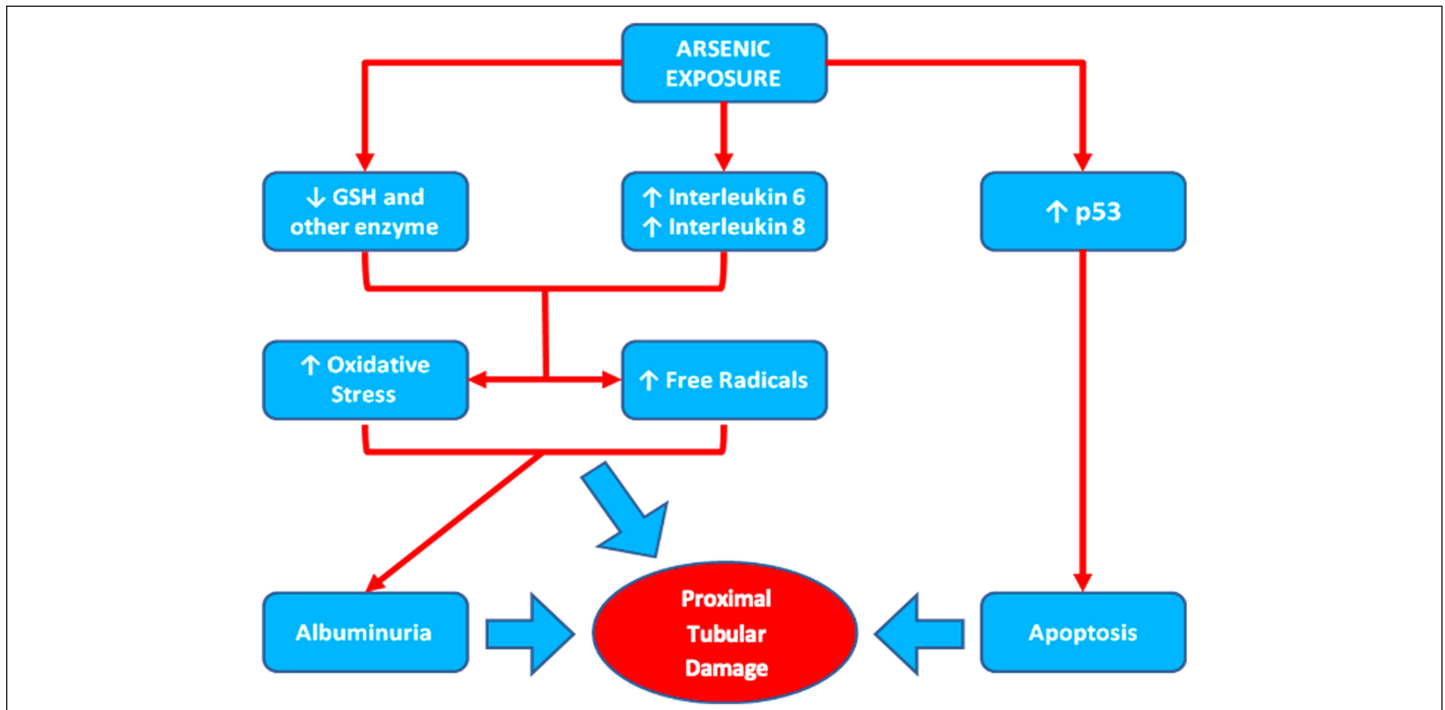 ARSENIC
EXPOSURE
↓ GSH and
other enzyme
↑ Interleukin 6
↑ Interleukin 8
↑ p53
↑ Oxidative
Stress
↑ Free Radicals
Albuminuria
Proximal
Tubular
Damage
Apoptosis